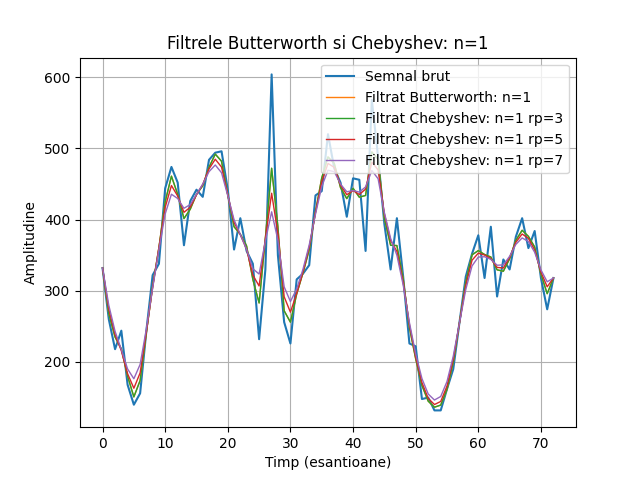 Filtrele Butterworth si Chebyshev: n=1
Semnal brut
Filtrat Butterworth: n=1
Filtrat Chebyshev: n=1 rp=3
Filtrat Chebyshev: n=1 rp=5
Filtrat Chebyshev: n=1 rp=7
Amplitudine
600
500
400
300
200
0 10 20 30 40 50 60 70
Timp (esantioane)